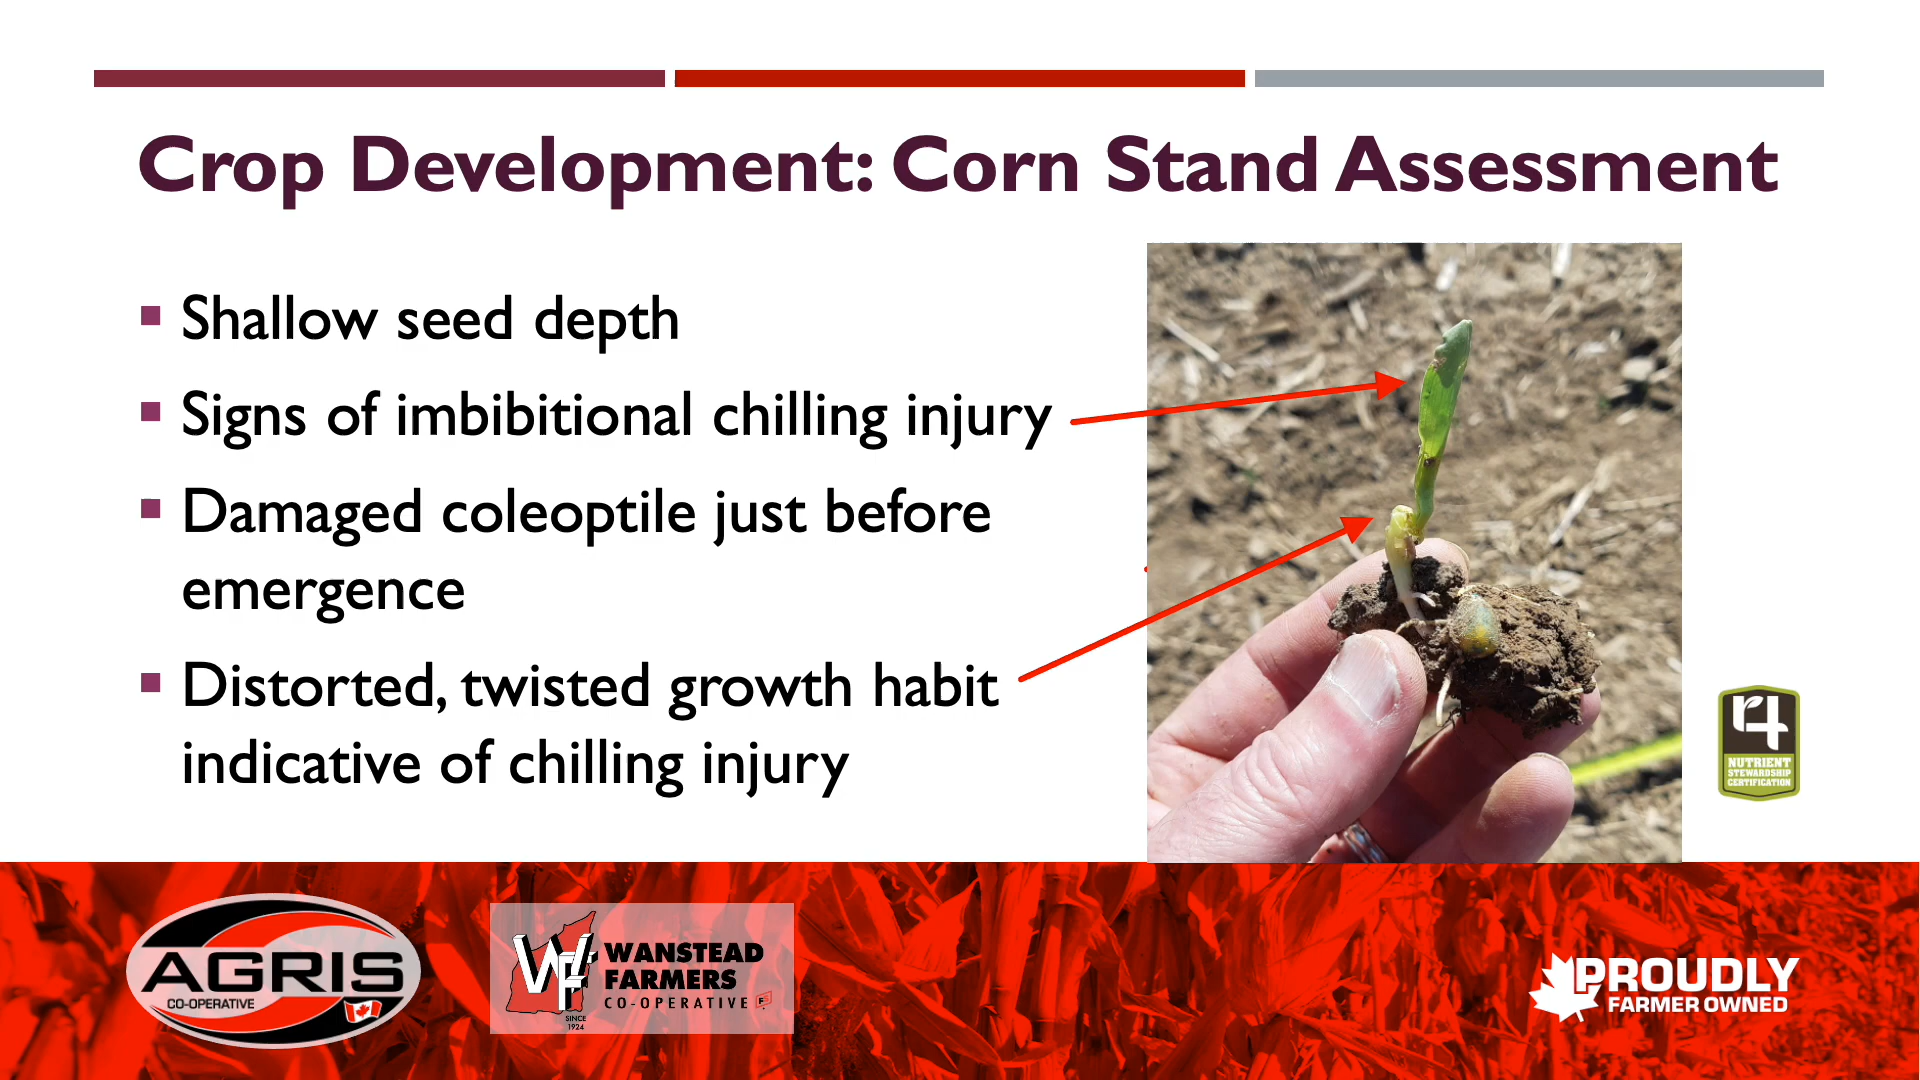 Crop Development: Corn Stand Assessment
Shallow seed depth
Signs of imbibitional chilling injury
Damaged coleoptile just before
emergence
Distorted, twisted growth habit
indicative of chilling injury
r4
NUTRIENT
STEWARDSHIP
CERTIFICATION
AGRIS
CO-OPERATIVE
WF
SINCE
1924
WANSTEAD
FARMERS
CO-OPERATIVE
PROUDLY
FARMER OWNED